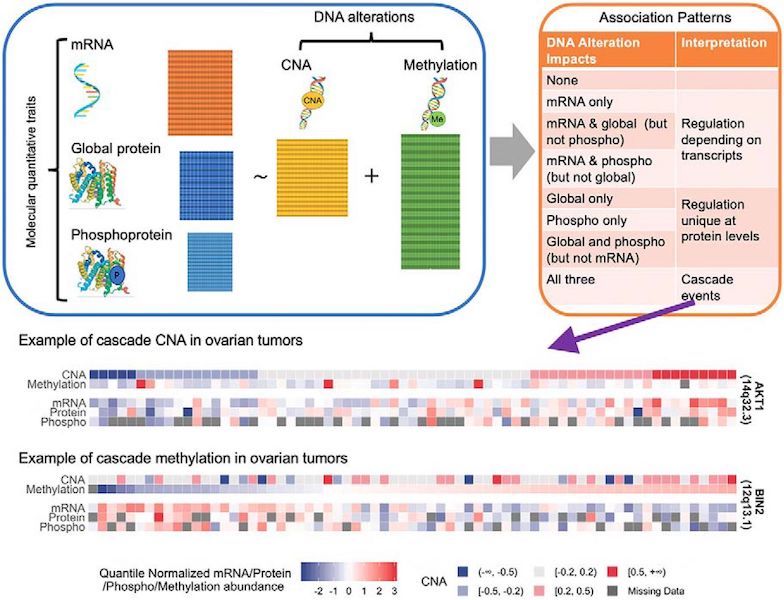 DNA alterations
mRNA
CNA
Methylation
CNA
Me
Molecular quantitative traits
Global protein
~
+
Phosphoprotein
P
Association Patterns
DNA Alteration Impacts
Interpretation
None
mRNA only
mRNA & global (but
not phospho)
mRNA & phospho
(but not global)
Regulation
depending on
transcripts
Global only
Phospho only
Global and phospho
(but not mRNA)
Regulation
unique at
protein levels
All three
Cascade
events
Example of cascade CNA in ovarian tumors
CNA
Methylation
mRNA
Protein
Phospho
AKT1
(14q32.3)
Example of cascade methylation in ovarian tumors
CNA
Methylation
mRNA
Protein
Phospho
BIN2
(12q13.1)
Quantile Normalized mRNA/Protein
/Phospho/Methylation abundance
-2 -1 0 1 2 3
CNA
(-∞, -0.5)
[-0.2, 0.2]
[0.5, +∞)
[-0.5, -0.2)
[0.2, 0.5]
Missing Data